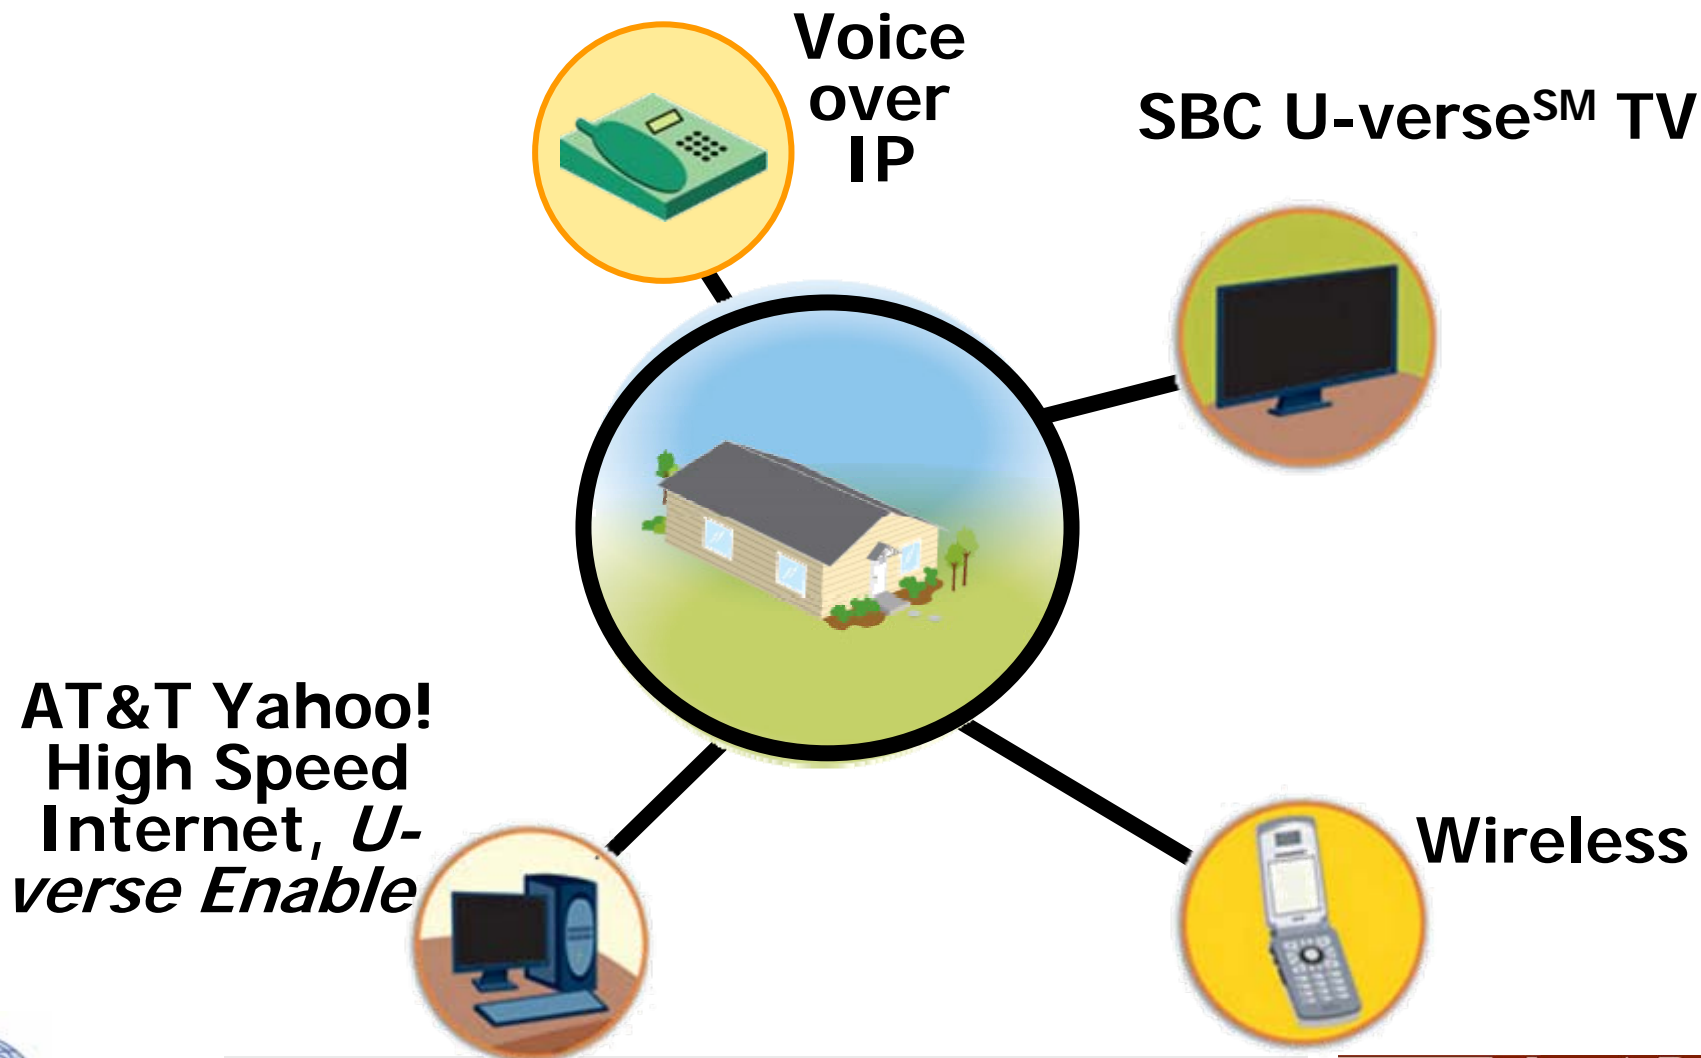 Voice
over
IP
SBC U-verse℠ TV
AT&T Yahoo!
High Speed
Internet, U-
verse Enable
Wireless